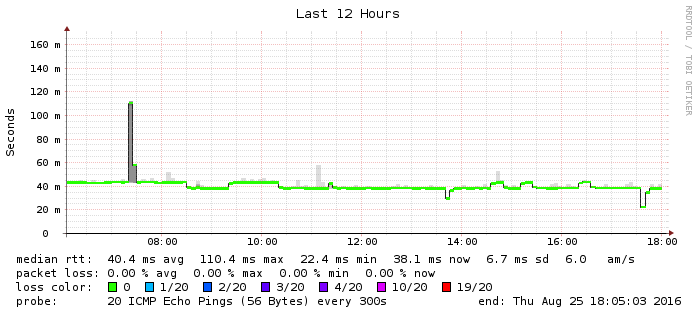 Last 12 Hours
RRDTOOL / TOBI OETIKER
Seconds
160 m
140 m
120 m
100 m
80 m
60 m
40 m
20 m
0
08:00 10:00 12:00 14:00 16:00 18:00
median rtt: 40.4 ms avg 110.4 ms max 22.4 ms min 38.1 ms now 6.7 ms sd 6.0 am/s
packet loss: 0.00 % avg 0.00 % max 0.00 % min 0.00 % now
loss color: 0 1/20 2/20 3/20 4/20 10/20 19/20
probe: 20 ICMP Echo Pings (56 Bytes) every 300s end: Thu Aug 25 18:05:03 2016